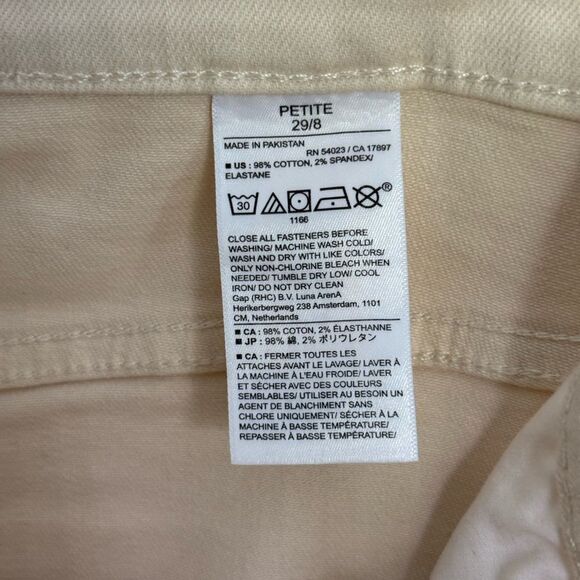 PETITE
29/8
MADE IN PAKISTAN
RN 54023 / CA 17897
■ US : 98% COTTON, 2% SPANDEX/
ELASTANE
30
®
1166
CLOSE ALL FASTENERS BEFORE
WASHING/ MACHINE WASH COLD/
WASH AND DRY WITH LIKE COLORS/
ONLY NON-CHLORINE BLEACH WHEN
NEEDED/ TUMBLE DRY LOW/ COOL
IRON/ DO NOT DRY CLEAN
Gap (RHC) B.V. Luna ArenA
Herikerbergweg 238 Amsterdam, 1101
CM, Netherlands
■ CA : 98% COTON, 2% ÉLASTHANNE
■ JP : 98% 綿, 2% ポリウレタン
■ CA : FERMER TOUTES LES
ATTACHES AVANT LE LAVAGE/ LAVER À
LA MACHINE À L'EAU FROIDE/ LAVER
ET SÉCHER AVEC DES COULEURS
SEMBLABLES/ UTILISER AU BESOIN UN
AGENT DE BLANCHIMENT SANS
CHLORE UNIQUEMENT/ SÉCHER À LA
MACHINE À BASSE TEMPÉRATURE/
REPASSER À BASSE TEMPÉRATURE/